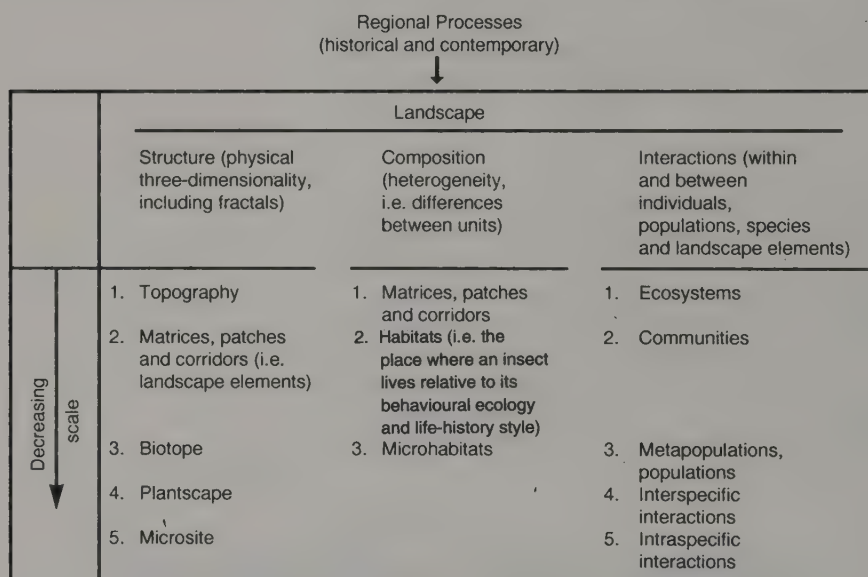 Regional Processes
(historical and contemporary)
Landscape
Structure (physical
three-dimensionality,
including fractals)
Composition
(heterogeneity,
i.e. differences
between units)
Interactions (within
and between
individuals,
populations, species
and landscape elements)
Decreasing
scale
1. Topography
2. Matrices, patches
and corridors (i.e.
landscape elements)
3. Biotope
4. Plantscape
5. Microsite
1. Matrices, patches
and corridors
2. Habitats (i.e. the
place where an insect
lives relative to its
behavioural ecology
and life-history style)
3. Microhabitats
1. Ecosystems
2. Communities
3. Metapopulations,
populations
4. Interspecific
interactions
5. Intraspecific
interactions